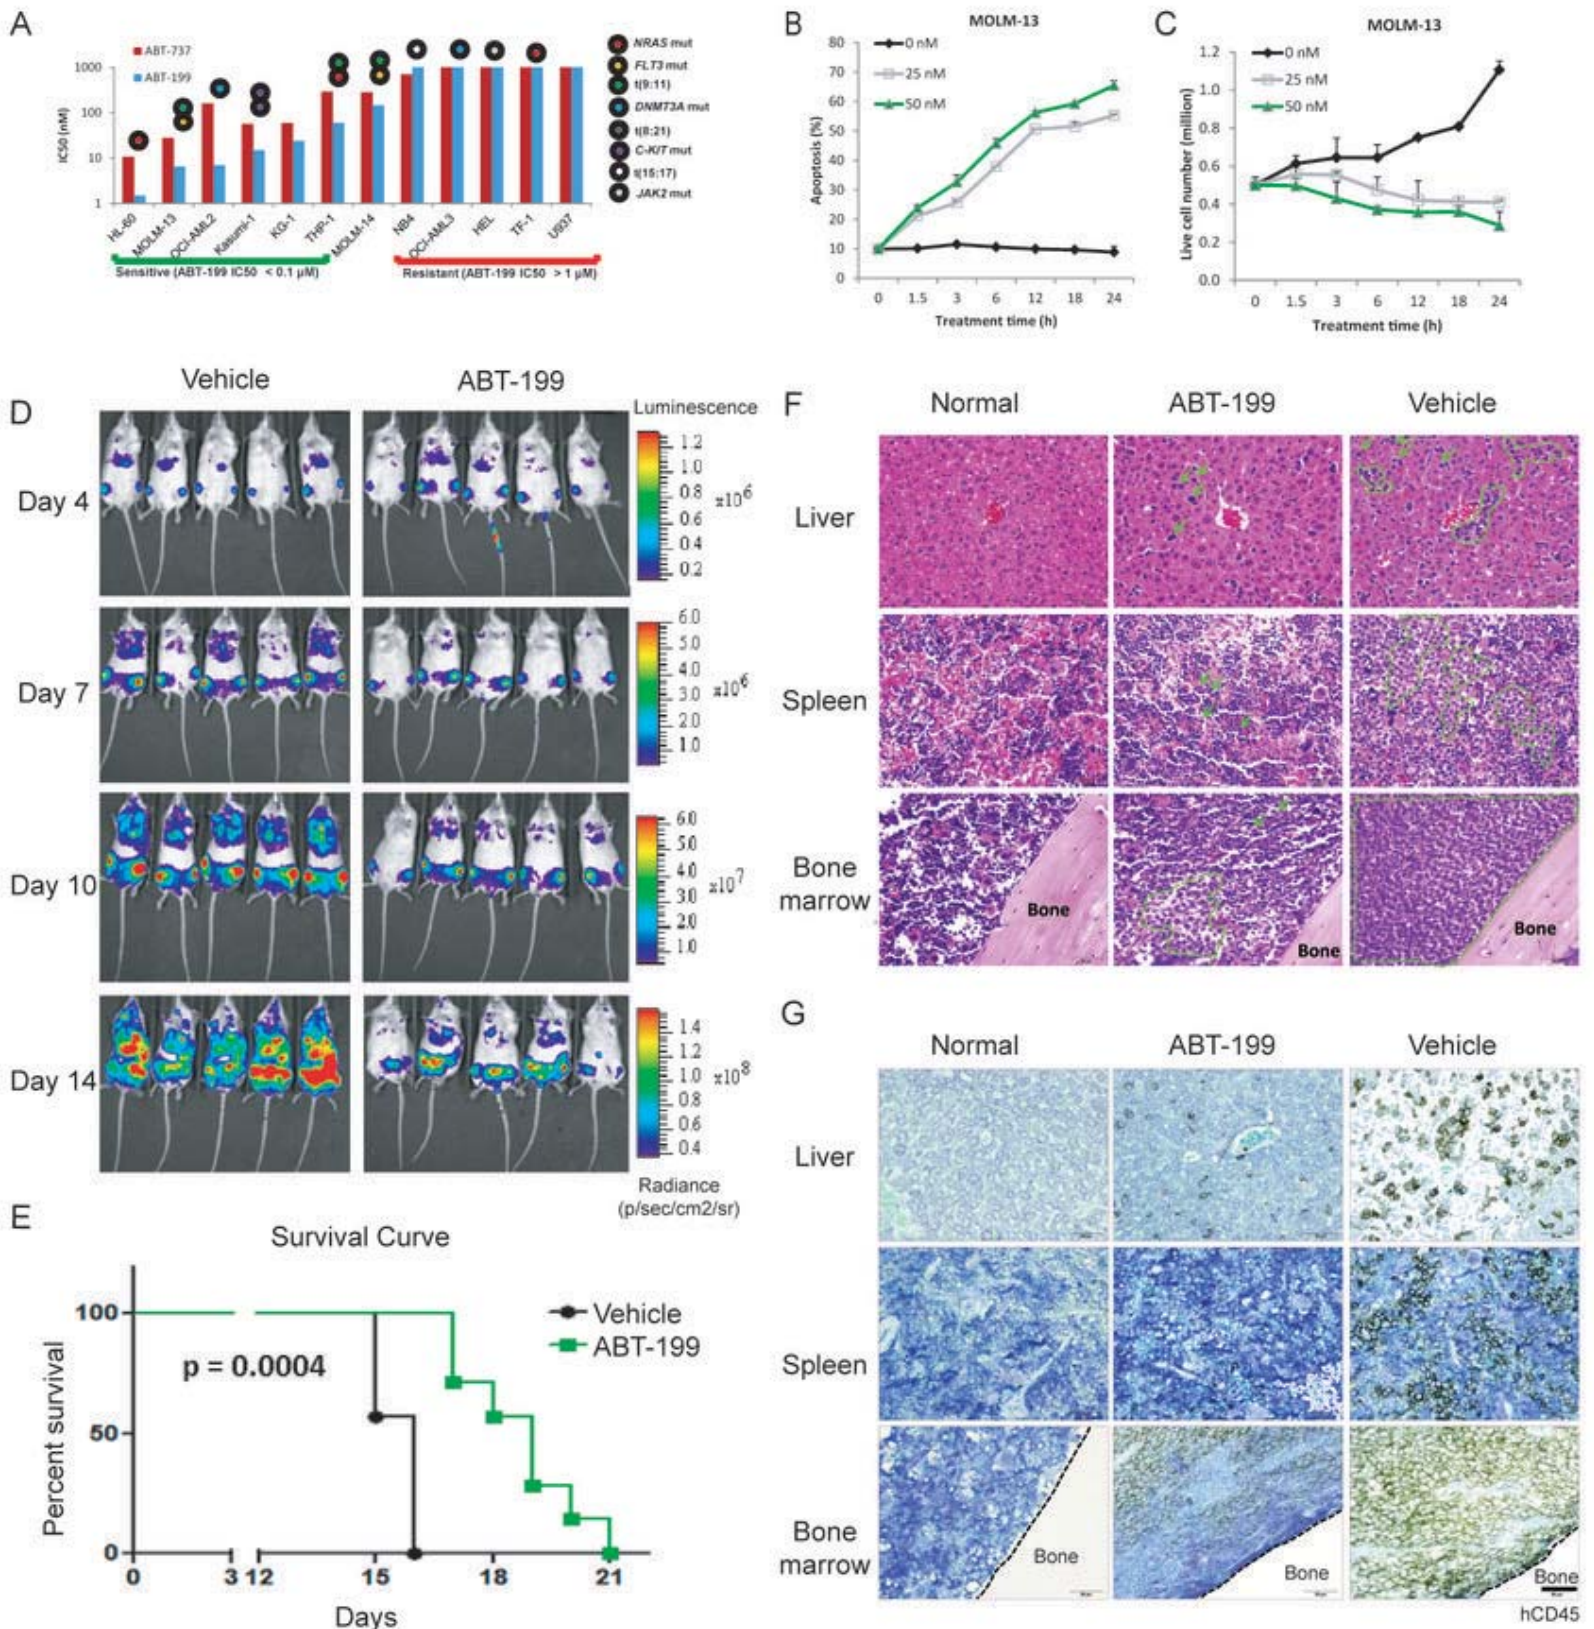 A
ABT-737
ABT-199
IC50 (nM)
1000
100
10
1
HL-60
MOLM-13
OCI-AML2
Kasumi-1
KG-1
THP-1
MOLM-14
NB4
OCI-AML3
HEL
TF-1
U937
Sensitive (ABT-199 IC50 < 0.1 µM)
Resistant (ABT-199 IC50 > 1 µM)
NRAS mut
FLT3 mut
t(9:11)
DNMT3A mut
t(8:21)
C-KIT mut
t(15:17)
JAK2 mut
B
MOLM-13
0 nM
25 nM
50 nM
Apoptosis (%)
80
70
60
50
40
30
20
10
0
0 1.5 3 6 12 18 24
Treatment time (h)
C
MOLM-13
0 nM
25 nM
50 nM
Live cell number (million)
1.2
1.0
0.8
0.6
0.4
0.2
0.0
0 1.5 3 6 12 18 24
Treatment time (h)
D
Vehicle ABT-199
Luminescence
Day 4
1.2
1.0
0.8
0.6
0.4
0.2
x10⁶
Day 7
6.0
5.0
4.0
3.0
2.0
1.0
x10⁶
Day 10
6.0
5.0
4.0
3.0
2.0
1.0
x10⁷
Day 14
1.4
1.2
1.0
0.8
0.6
0.4
x10⁸
Radiance
(p/sec/cm2/sr)
E
Survival Curve
Vehicle
ABT-199
p = 0.0004
Percent survival
100
50
0
0 3 12 15 18 21
Days
F
Normal ABT-199 Vehicle
Liver
Spleen
Bone
marrow
Bone
Bone
Bone
G
Normal ABT-199 Vehicle
Liver
Spleen
Bone
marrow
Bone
Bone
Bone
hCD45